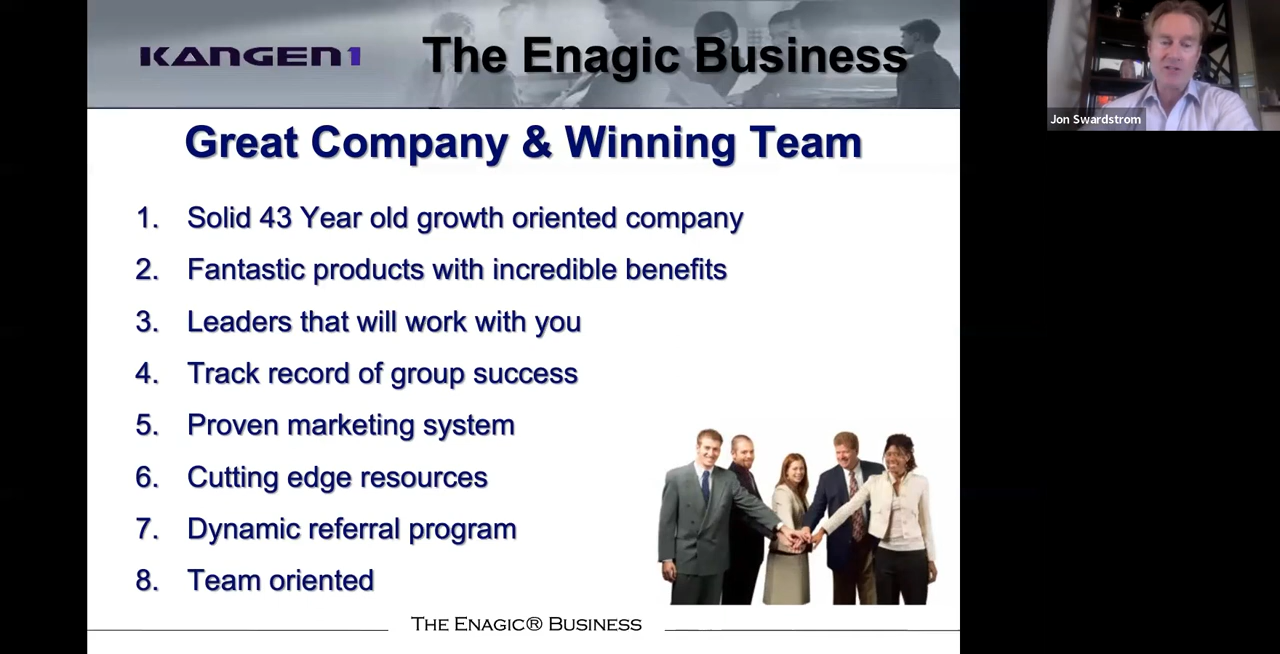 KANGEN1
The Enagic Business
Jon Swardstrom
Great Company & Winning Team
1. Solid 43 Year old growth oriented company
2. Fantastic products with incredible benefits
3. Leaders that will work with you
4. Track record of group success
5. Proven marketing system
6. Cutting edge resources
7. Dynamic referral program
8. Team oriented
THE ENAGIC® BUSINESS